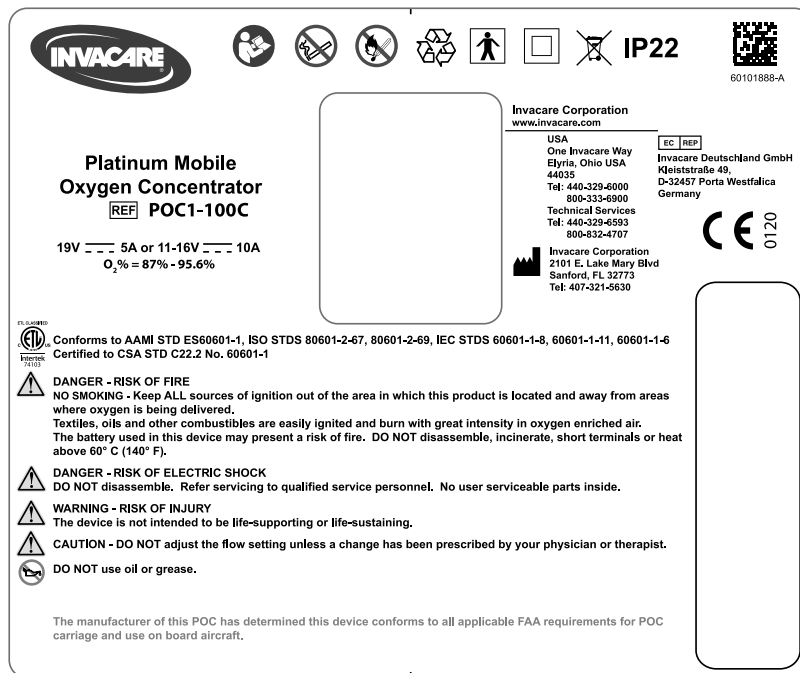 INVACARE
IP22
60101888-A
Platinum Mobile
Oxygen Concentrator
REF POC1-100C
19V 5A or 11-16V 10A
O2% = 87% - 95.6%
Invacare Corporation
www.invacare.com
USA
One Invacare Way
Elyria, Ohio USA
44035
Tel: 440-329-6000
800-333-6900
Technical Services
Tel: 440-329-6593
800-832-4707
Invacare Corporation
2101 E. Lake Mary Blvd
Sanford, FL 32773
Tel: 407-321-5630
EC REP
Invacare Deutschland GmbH
Kleiststraße 49,
D-32457 Porta Westfalica
Germany
CE 0120
ETL CLASSIFIED
C ETL US
Intertek
74103
Conforms to AAMI STD ES60601-1, ISO STDS 80601-2-67, 80601-2-69, IEC STDS 60601-1-8, 60601-1-11, 60601-1-6
Certified to CSA STD C22.2 No. 60601-1
DANGER - RISK OF FIRE
NO SMOKING - Keep ALL sources of ignition out of the area in which this product is located and away from areas
where oxygen is being delivered.
Textiles, oils and other combustibles are easily ignited and burn with great intensity in oxygen enriched air.
The battery used in this device may present a risk of fire. DO NOT disassemble, incinerate, short terminals or heat
above 60° C (140° F).
DANGER - RISK OF ELECTRIC SHOCK
DO NOT disassemble. Refer servicing to qualified service personnel. No user serviceable parts inside.
WARNING - RISK OF INJURY
The device is not intended to be life-supporting or life-sustaining.
CAUTION - DO NOT adjust the flow setting unless a change has been prescribed by your physician or therapist.
DO NOT use oil or grease.
The manufacturer of this POC has determined this device conforms to all applicable FAA requirements for POC
carriage and use on board aircraft.